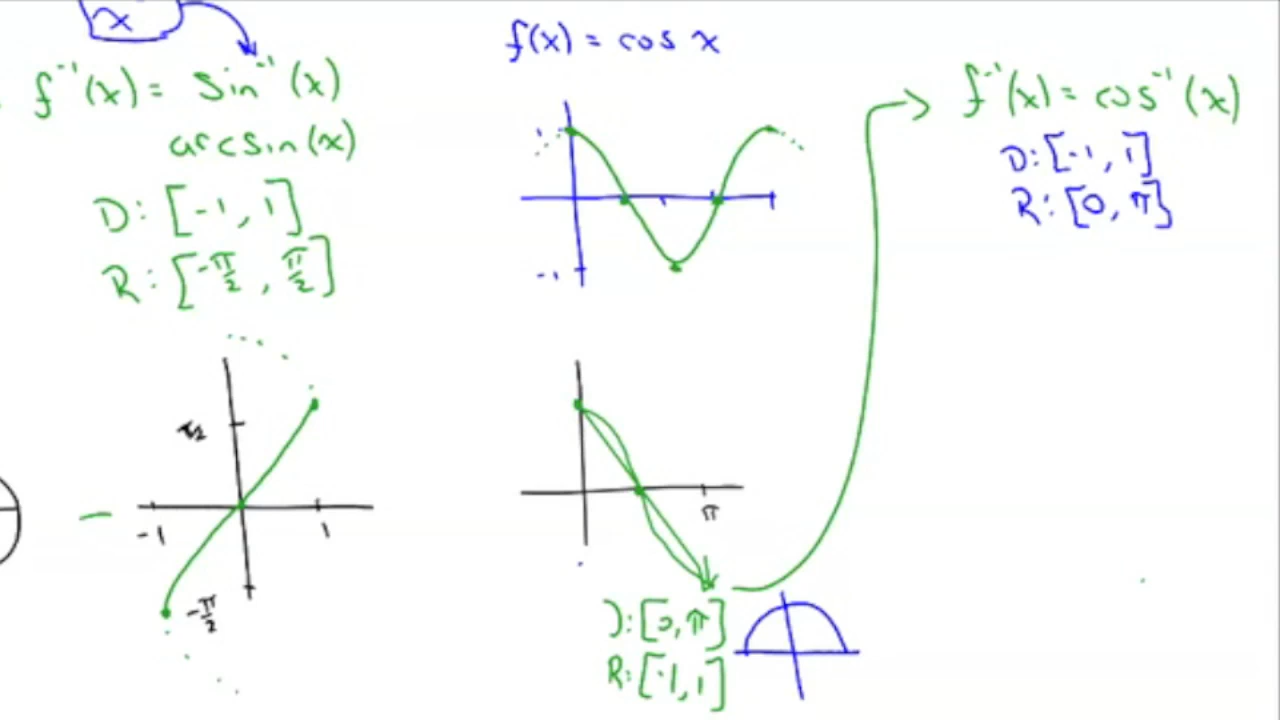 x
f⁻¹(x) = sin⁻¹(x)
arcsin(x)
D: [-1, 1]
R: [-π/2, π/2]
π/2
-1
1
-π/2
f(x) = cos x
-1
π
D: [0, π]
R: [-1, 1]
f⁻¹(x) = cos⁻¹(x)
D: [-1, 1]
R: [0, π]